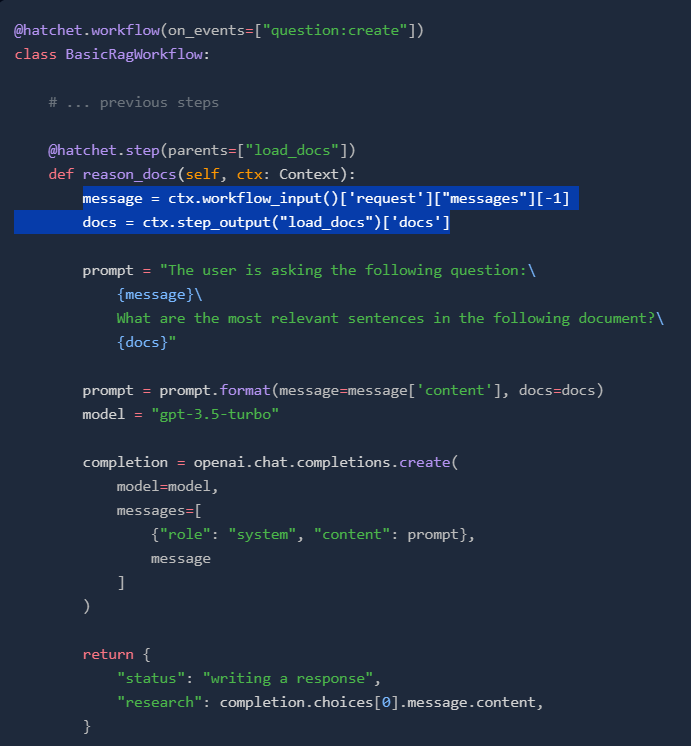 @hatchet.workflow(on_events=["question:create"])
class BasicRagWorkflow:
# ... previous steps
@hatchet.step(parents=["load_docs"])
def reason_docs(self, ctx: Context):
message = ctx.workflow_input()['request']["messages"][-1]
docs = ctx.step_output("load_docs")['docs']
prompt = "The user is asking the following question:\
{message}\
What are the most relevant sentences in the following document?\
{docs}"
prompt = prompt.format(message=message['content'], docs=docs)
model = "gpt-3.5-turbo"
completion = openai.chat.completions.create(
model=model,
messages=[
{"role": "system", "content": prompt},
message
]
)
return {
"status": "writing a response",
"research": completion.choices[0].message.content,
}